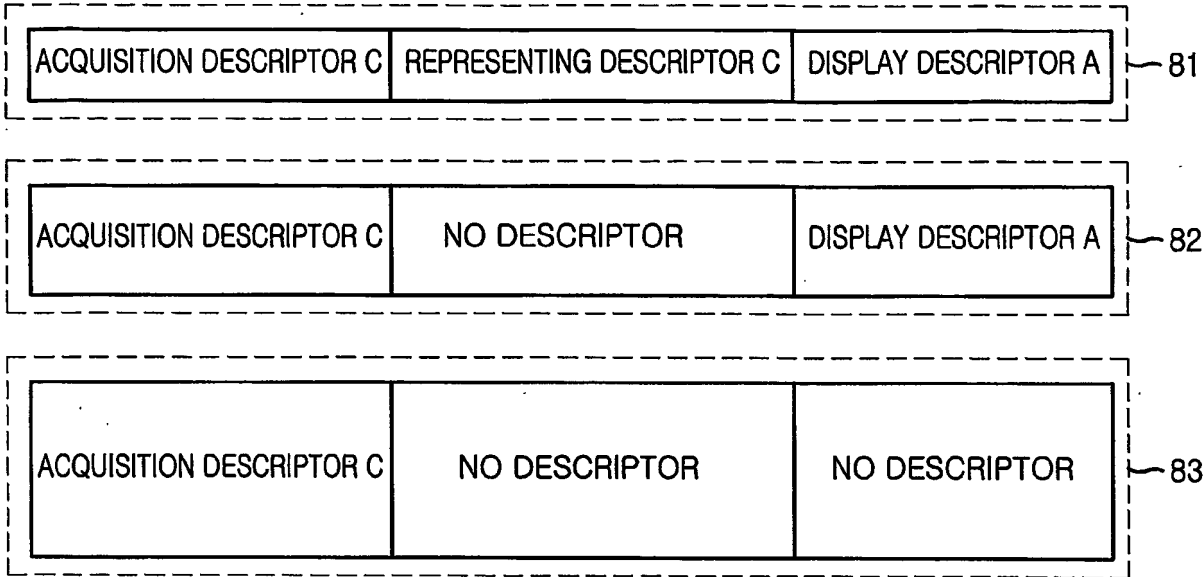 ACQUISITION DESCRIPTOR C REPRESENTING DESCRIPTOR C DISPLAY DESCRIPTOR A 81
ACQUISITION DESCRIPTOR C NO DESCRIPTOR DISPLAY DESCRIPTOR A 82
ACQUISITION DESCRIPTOR C NO DESCRIPTOR NO DESCRIPTOR 83